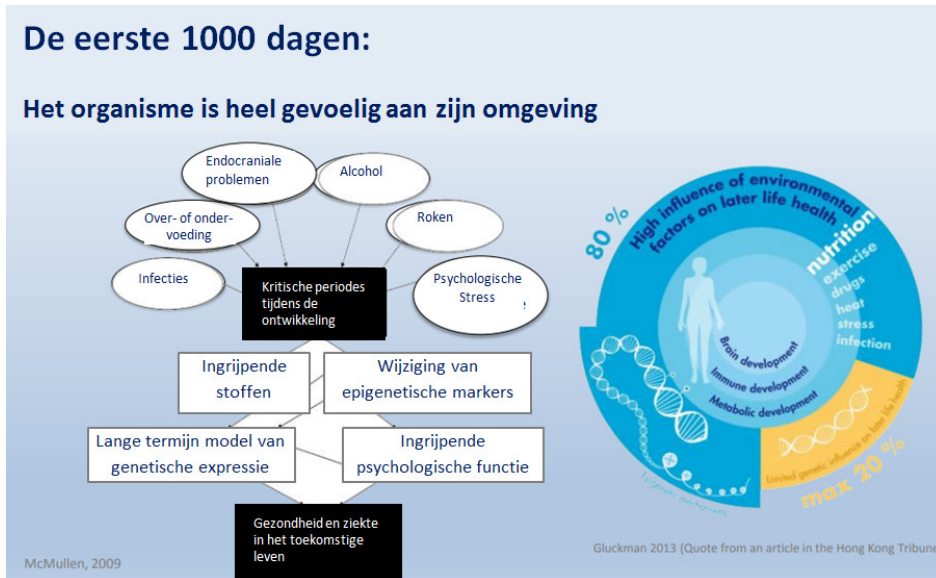 De eerste 1000 dagen:
Het organisme is heel gevoelig aan zijn omgeving
Endocraniale
problemen
Alcohol
Over- of onder-
voeding
Roken
Infecties
Kritische periodes
tijdens de
ontwikkeling
Psychologische
Stress
Ingrijpende
stoffen
Wijziging van
epigenetische markers
Lange termijn model van
genetische expressie
Ingrijpende
psychologische functie
Gezondheid en ziekte
in het toekomstige
leven
McMullen, 2009
80 %
High influence of environmental
factors on later life health
nutrition
exercise
drugs
heat
stress
infection
Brain development
Immune development
Metabolic development
Limited genetic influence on later life health
max 20 %
Gluckman 2013 (Quote from an article in the Hong Kong Tribune